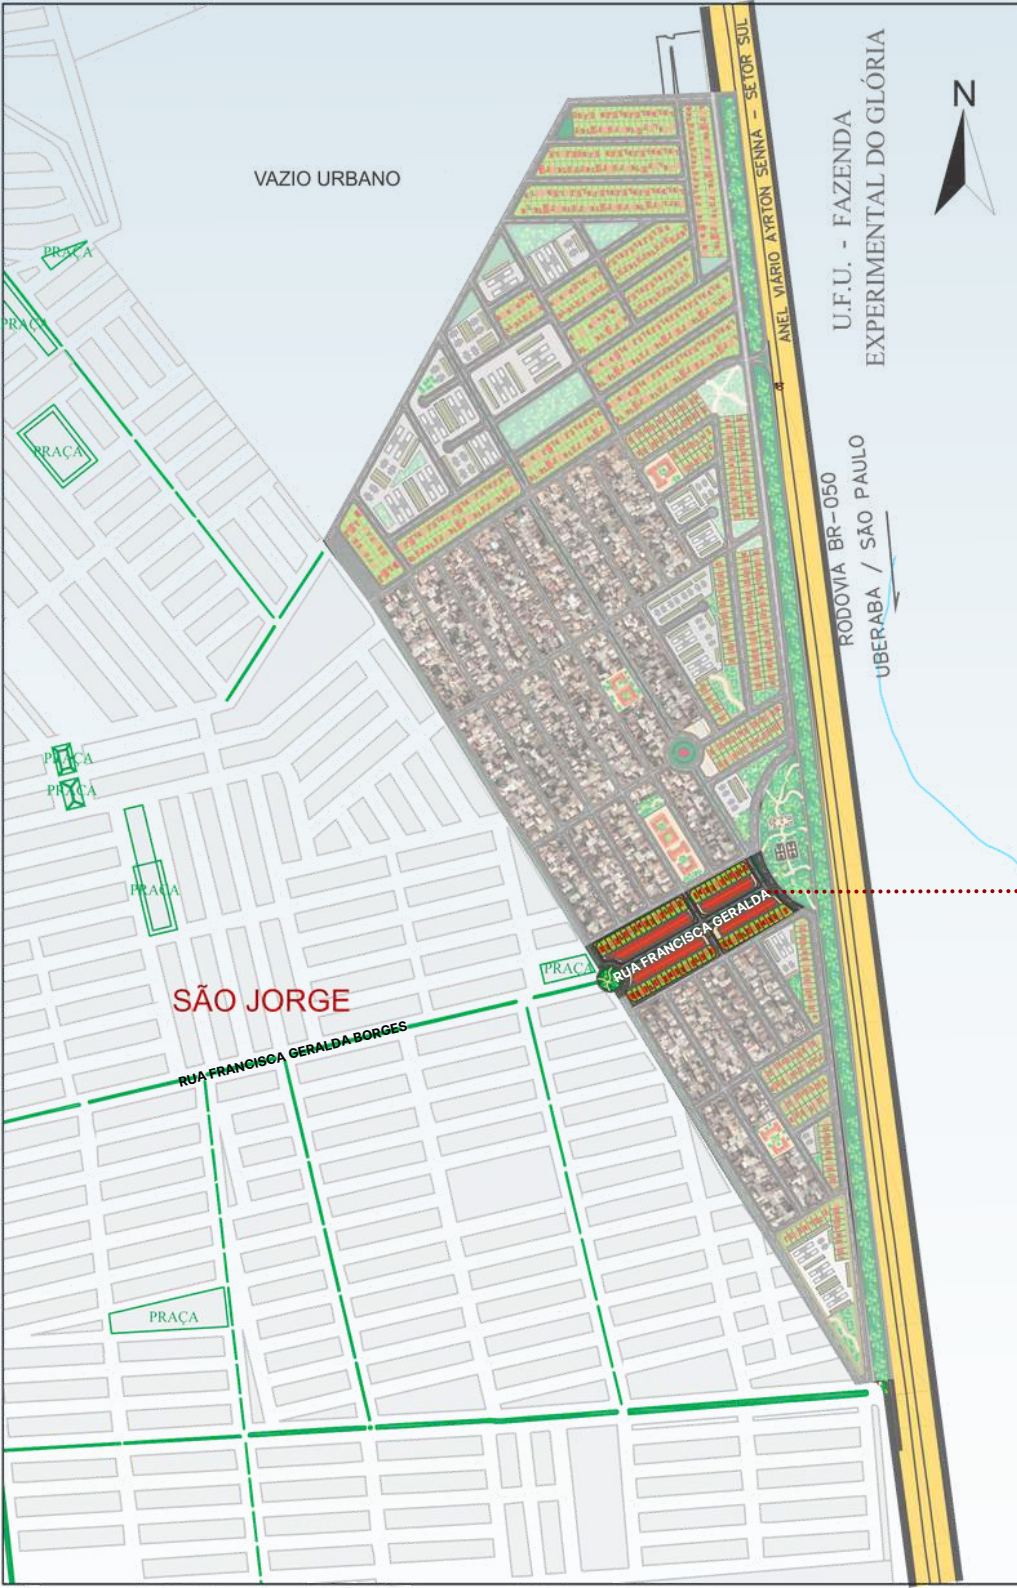 ANEL VIÁRIO AYRTON SENNA - SETOR SUL
U.F.U. - FAZENDA
EXPERIMENTAL DO GLÓRIA
N
VAZIO URBANO
PRAÇA
PRAÇA
PRAÇA
RODOVIA BR-050
UBERABA / SÃO PAULO
PRAÇA
PRAÇA
PRAÇA
RUA FRANCISCA GERALDA
PRAÇA
SÃO JORGE
RUA FRANCISCA GERALDA BORGES
PRAÇA